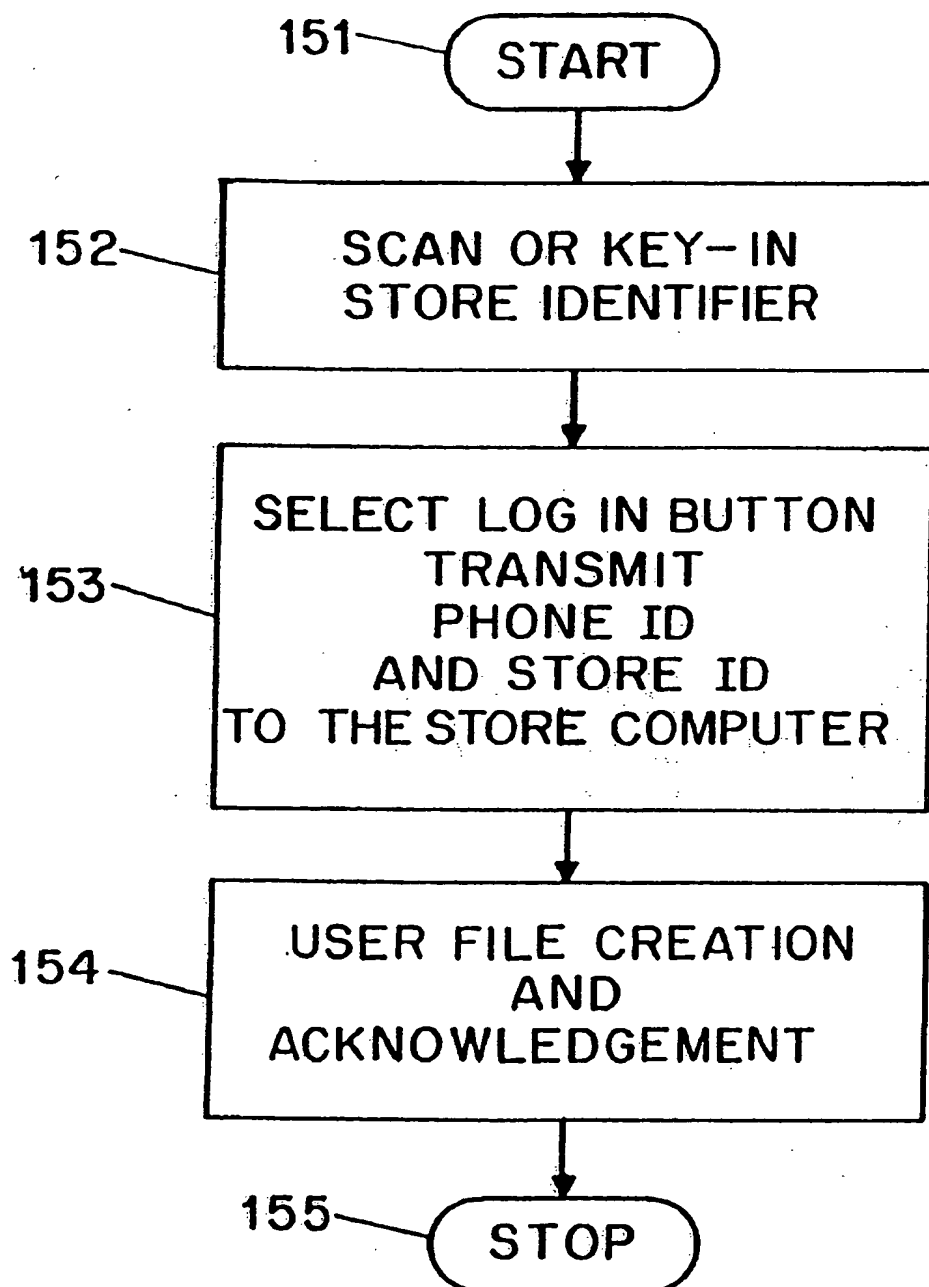 151
START
152
SCAN OR KEY-IN
STORE IDENTIFIER
153
SELECT LOG IN BUTTON
TRANSMIT
PHONE ID
AND STORE ID
TO THE STORE COMPUTER
154
USER FILE CREATION
AND
ACKNOWLEDGEMENT
155
STOP